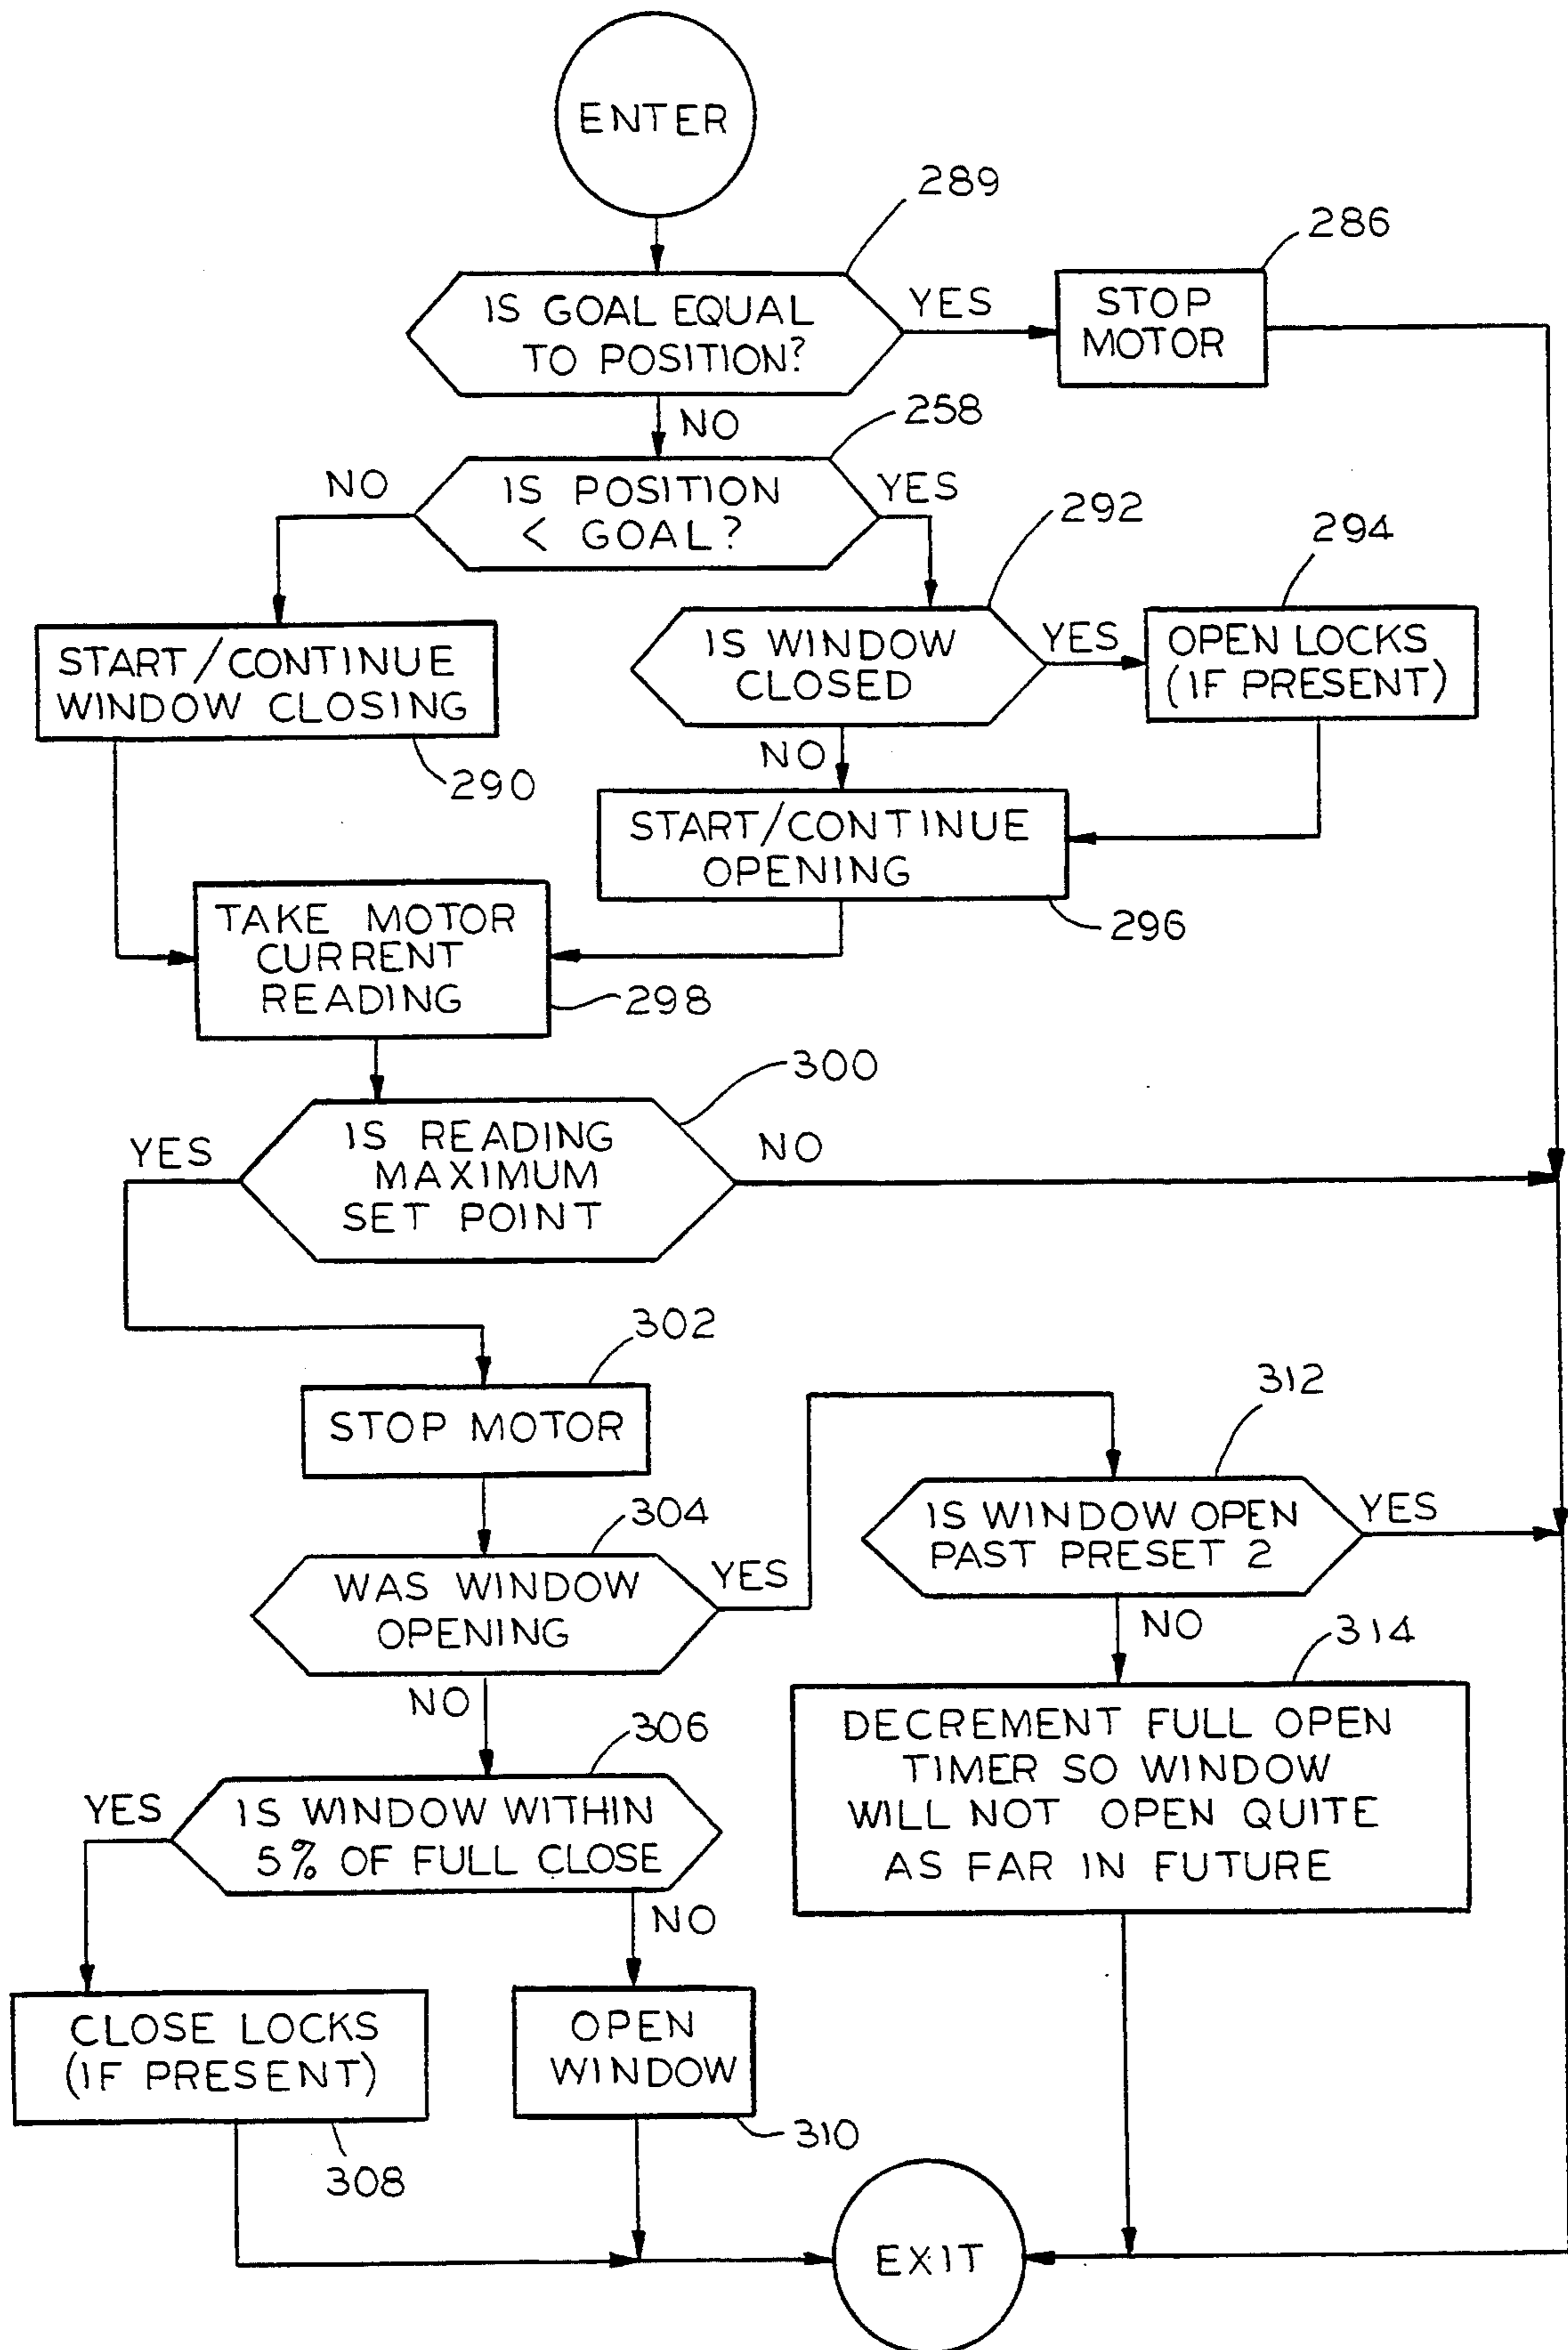 ENTER
289
286
IS GOAL EQUAL
TO POSITION?
YES
STOP
MOTOR
NO
258
NO
IS POSITION
< GOAL?
YES
292
294
START/CONTINUE
WINDOW CLOSING
290
IS WINDOW
CLOSED
YES
OPEN LOCKS
(IF PRESENT)
NO
START/CONTINUE
OPENING
296
TAKE MOTOR
CURRENT
READING
298
300
YES
IS READING
MAXIMUM
SET POINT
NO
302
STOP MOTOR
312
304
WAS WINDOW
OPENING
YES
IS WINDOW OPEN
PAST PRESET 2
YES
NO
NO
314
306
DECREMENT FULL OPEN
TIMER SO WINDOW
WILL NOT OPEN QUITE
AS FAR IN FUTURE
YES
IS WINDOW WITHIN
5% OF FULL CLOSE
NO
CLOSE LOCKS
(IF PRESENT)
308
OPEN
WINDOW
310
EXIT